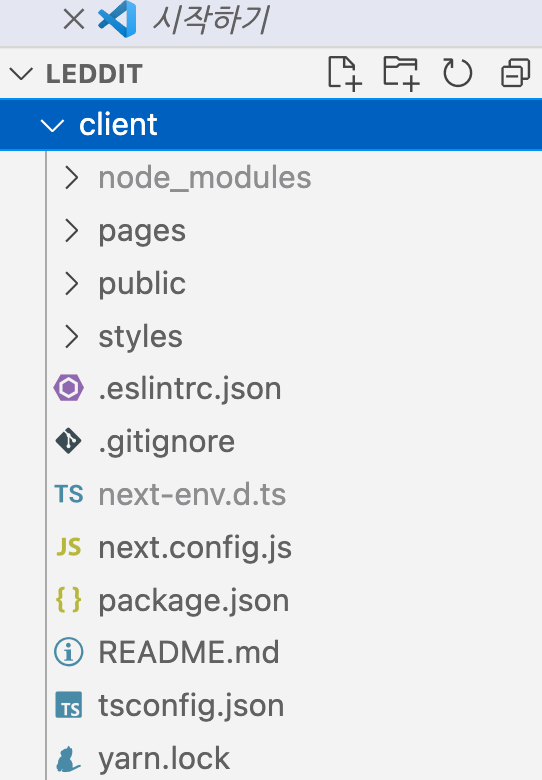 시작하기
LEDDIT
client
node_modules
pages
public
styles
.eslintrc.json
.gitignore
TS next-env.d.ts
JS next.config.js
{ } package.json
README.md
TS tsconfig.json
yarn.lock